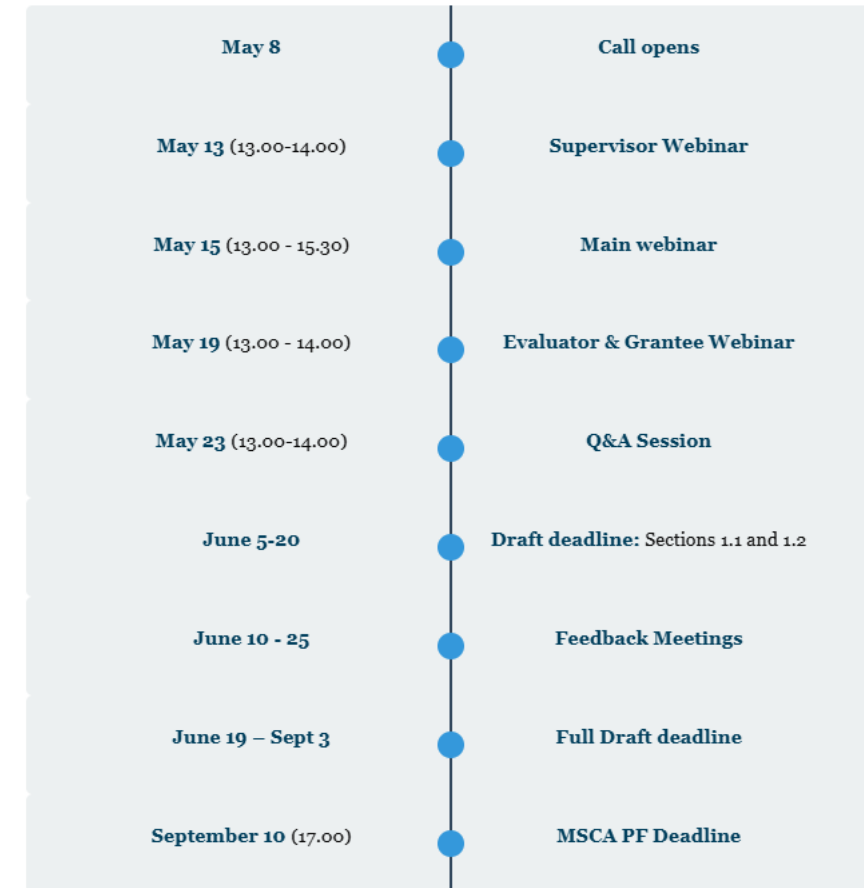 May 8 Call opens
May 13 (13.00-14.00) Supervisor Webinar
May 15 (13.00 - 15.30) Main webinar
May 19 (13.00 - 14.00) Evaluator & Grantee Webinar
May 23 (13.00-14.00) Q&A Session
June 5-20 Draft deadline: Sections 1.1 and 1.2
June 10 - 25 Feedback Meetings
June 19 – Sept 3 Full Draft deadline
September 10 (17.00) MSCA PF Deadline